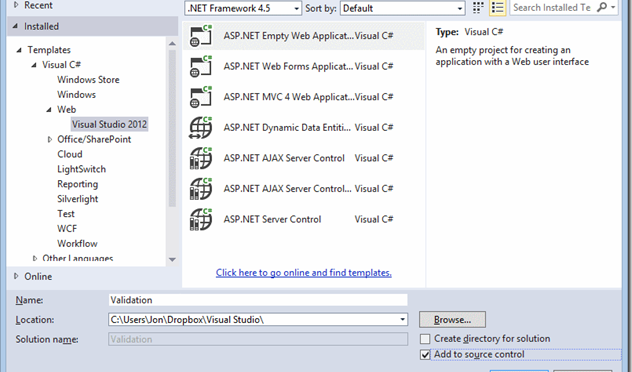 Recent
.NET Framework 4.5 Sort by: Default Search Installed Te
Installed
Templates
Visual C#
Windows Store
Windows
Web
Visual Studio 2012
Office/SharePoint
Cloud
LightSwitch
Reporting
Silverlight
Test
WCF
Workflow
Other Languages
Online
ASP.NET Empty Web Applicat... Visual C#
ASP.NET Web Forms Applicat... Visual C#
ASP.NET MVC 4 Web Applicat... Visual C#
ASP.NET Dynamic Data Entiti... Visual C#
ASP.NET AJAX Server Control Visual C#
ASP.NET AJAX Server Control... Visual C#
ASP.NET Server Control Visual C#
Click here to go online and find templates.
Type: Visual C#
An empty project for creating an
application with a Web user interface
Name: Validation
Location: C:\Users\Jon\Dropbox\Visual Studio\ Browse...
Solution name: Validation
Create directory for solution
Add to source control